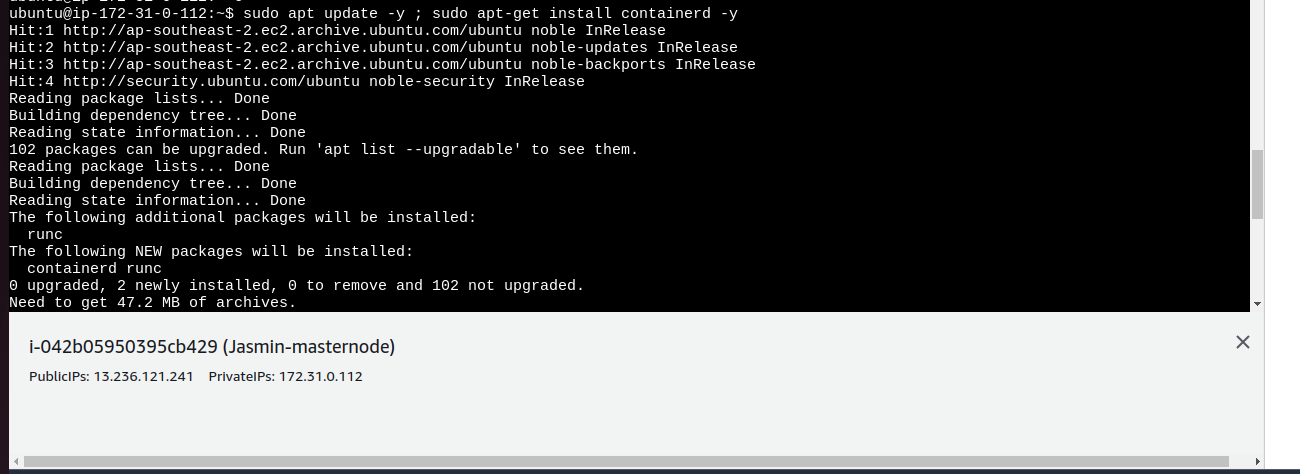 ubuntu@ip-172-31-0-112:~$ sudo apt update -y ; sudo apt-get install containerd -y
Hit:1 http://ap-southeast-2.ec2.archive.ubuntu.com/ubuntu noble InRelease
Hit:2 http://ap-southeast-2.ec2.archive.ubuntu.com/ubuntu noble-updates InRelease
Hit:3 http://ap-southeast-2.ec2.archive.ubuntu.com/ubuntu noble-backports InRelease
Hit:4 http://security.ubuntu.com/ubuntu noble-security InRelease
Reading package lists... Done
Building dependency tree... Done
Reading state information... Done
102 packages can be upgraded. Run 'apt list --upgradable' to see them.
Reading package lists... Done
Building dependency tree... Done
Reading state information... Done
The following additional packages will be installed:
  runc
The following NEW packages will be installed:
  containerd runc
0 upgraded, 2 newly installed, 0 to remove and 102 not upgraded.
Need to get 47.2 MB of archives.
i-042b05950395cb429 (Jasmin-masternode)
PublicIPs: 13.236.121.241 PrivateIPs: 172.31.0.112